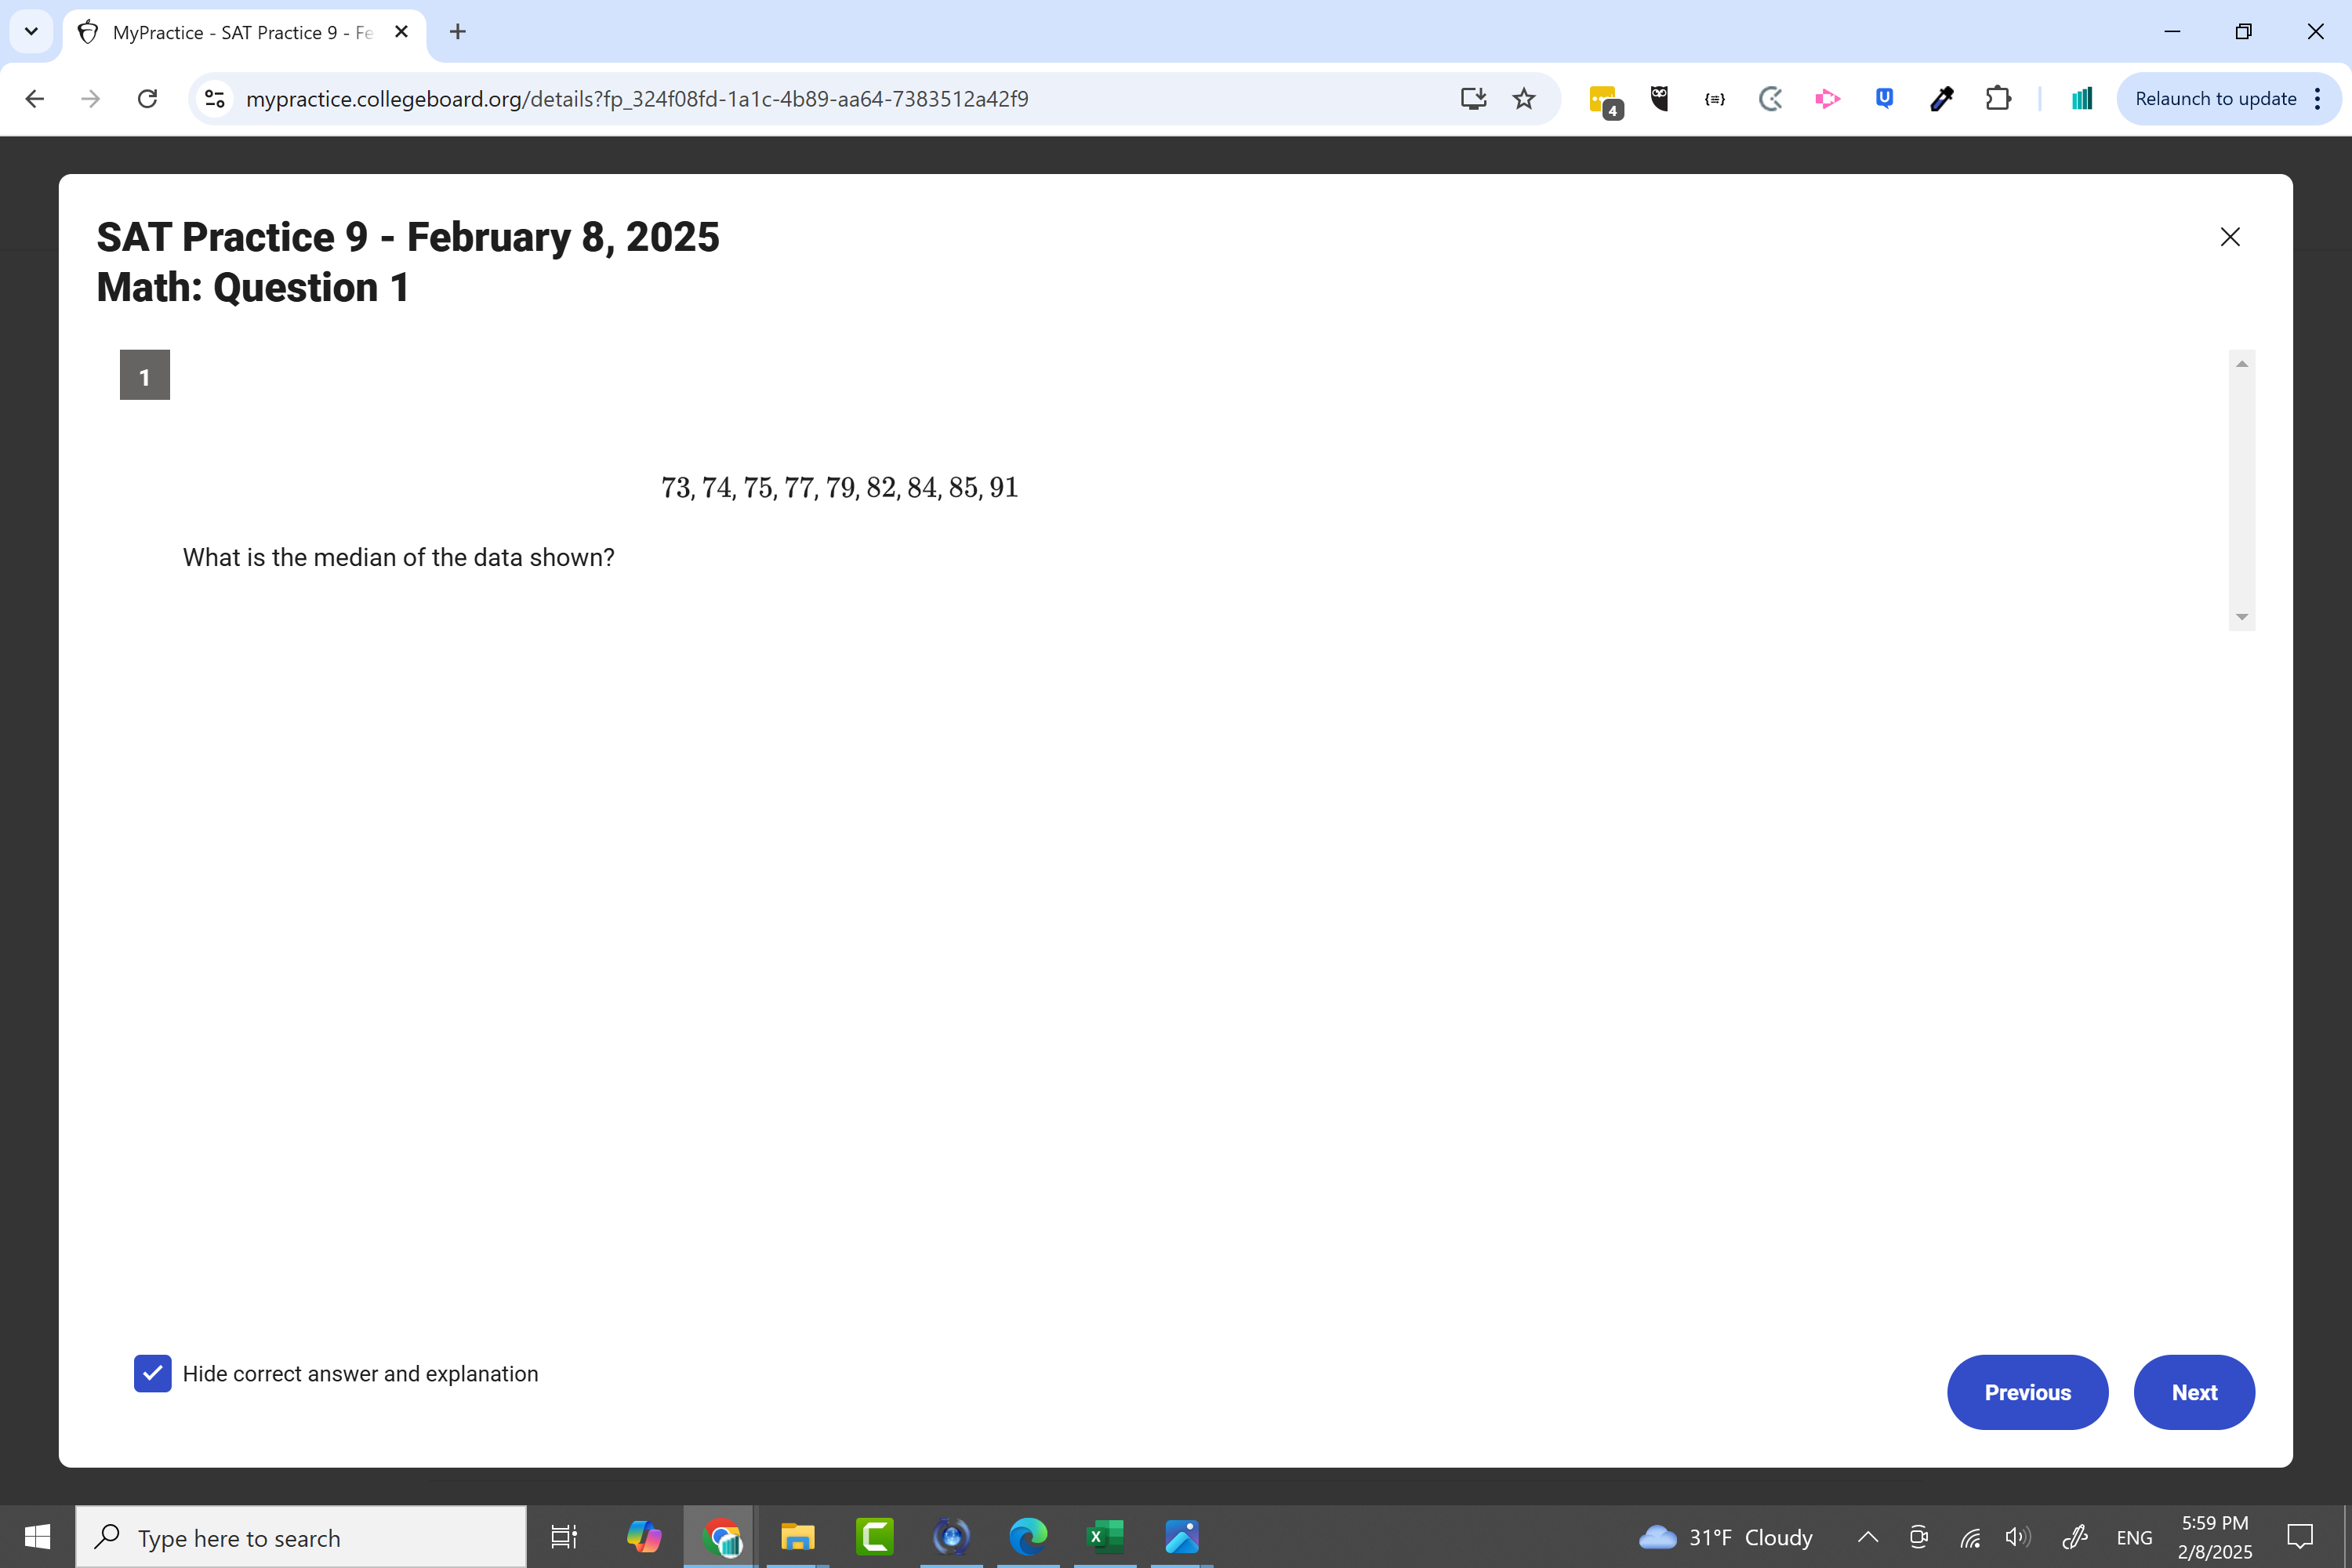 MyPractice - SAT Practice 9 - Fe
mypractice.collegeboard.org/details?fp_324f08fd-1a1c-4b89-aa64-7383512a42f9
4
{≡}
U
Relaunch to update
SAT Practice 9 - February 8, 2025
Math: Question 1
1
73, 74, 75, 77, 79, 82, 84, 85, 91
What is the median of the data shown?
Hide correct answer and explanation
Previous
Next
Type here to search
C
X
31°F Cloudy
ENG
5:59 PM
2/8/2025